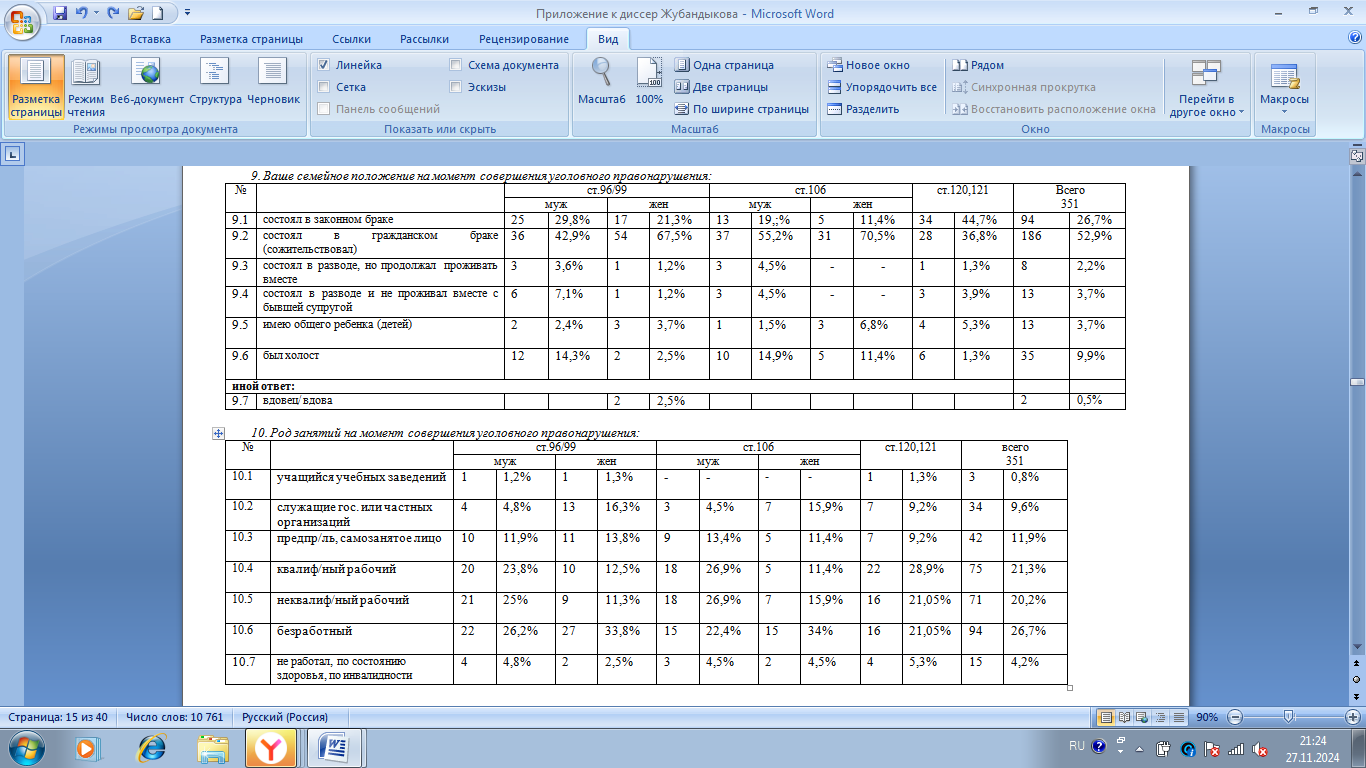 Приложение к диссер Жубандыкова - Microsoft Word
Главная Вставка Разметка страницы Ссылки Рассылки Рецензирование Вид
Разметка страницы
Режим чтения
Веб-документ
Структура
Черновик
Режимы просмотра документа
Линейка
Сетка
Панель сообщений
Схема документа
Эскизы
Показать или скрыть
Масштаб
100
100%
Одна страница
Две страницы
По ширине страницы
Масштаб
Новое окно
Упорядочить все
Разделить
Рядом
Синхронная прокрутка
Восстановить расположение окна
Перейти в другое окно
Окно
Макросы
Макросы
9. Ваше семейное положение на момент совершения уголовного правонарушения:
№ ст.96/99 ст.106 ст.120,121 Всего
муж жен муж жен 351
9.1 состоял в законном браке 25 29,8% 17 21,3% 13 19,;% 5 11,4% 34 44,7% 94 26,7%
9.2 состоял в гражданском браке 36 42,9% 54 67,5% 37 55,2% 31 70,5% 28 36,8% 186 52,9%
(сожительствовал)
9.3 состоял в разводе, но продолжал проживать 3 3,6% 1 1,2% 3 4,5% - - 1 1,3% 8 2,2%
вместе
9.4 состоял в разводе и не проживал вместе с 6 7,1% 1 1,2% 3 4,5% - - 3 3,9% 13 3,7%
бывшей супругой
9.5 имею общего ребенка (детей) 2 2,4% 3 3,7% 1 1,5% 3 6,8% 4 5,3% 13 3,7%
9.6 был холост 12 14,3% 2 2,5% 10 14,9% 5 11,4% 6 1,3% 35 9,9%
иной ответ:
9.7 вдовец/вдова 2 2,5% 2 0,5%
10. Род занятий на момент совершения уголовного правонарушения:
№ ст.96/99 ст.106 ст.120,121 всего
муж жен муж жен 351
10.1 учащийся учебных заведений 1 1,2% 1 1,3% - - - - 1 1,3% 3 0,8%
10.2 служащие гос. или частных 4 4,8% 13 16,3% 3 4,5% 7 15,9% 7 9,2% 34 9,6%
организаций
10.3 предпр/ль, самозанятое лицо 10 11,9% 11 13,8% 9 13,4% 5 11,4% 7 9,2% 42 11,9%
10.4 квалиф/ный рабочий 20 23,8% 10 12,5% 18 26,9% 5 11,4% 22 28,9% 75 21,3%
10.5 неквалиф/ный рабочий 21 25% 9 11,3% 18 26,9% 7 15,9% 16 21,05% 71 20,2%
10.6 безработный 22 26,2% 27 33,8% 15 22,4% 15 34% 16 21,05% 94 26,7%
10.7 не работал, по состоянию 4 4,8% 2 2,5% 3 4,5% 2 4,5% 4 5,3% 15 4,2%
здоровья, по инвалидности
Страница: 15 из 40 Число слов: 10 761 Русский (Россия) 90%
RU 21:24
27.11.2024